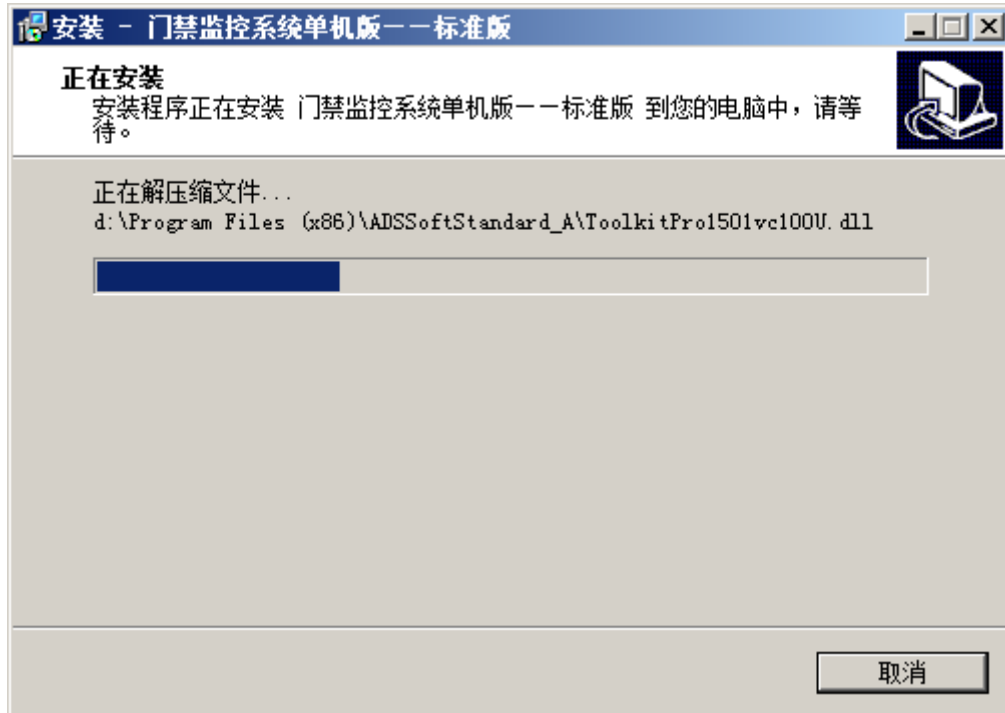 安装 - 门禁监控系统单机版——标准版
正在安装
安装程序正在安装 门禁监控系统单机版——标准版 到您的电脑中，请等
待。
正在解压缩文件...
d:\Program Files (x86)\ADSSoftStandard_A\ToolkitPro1501vc100U.dll
取消